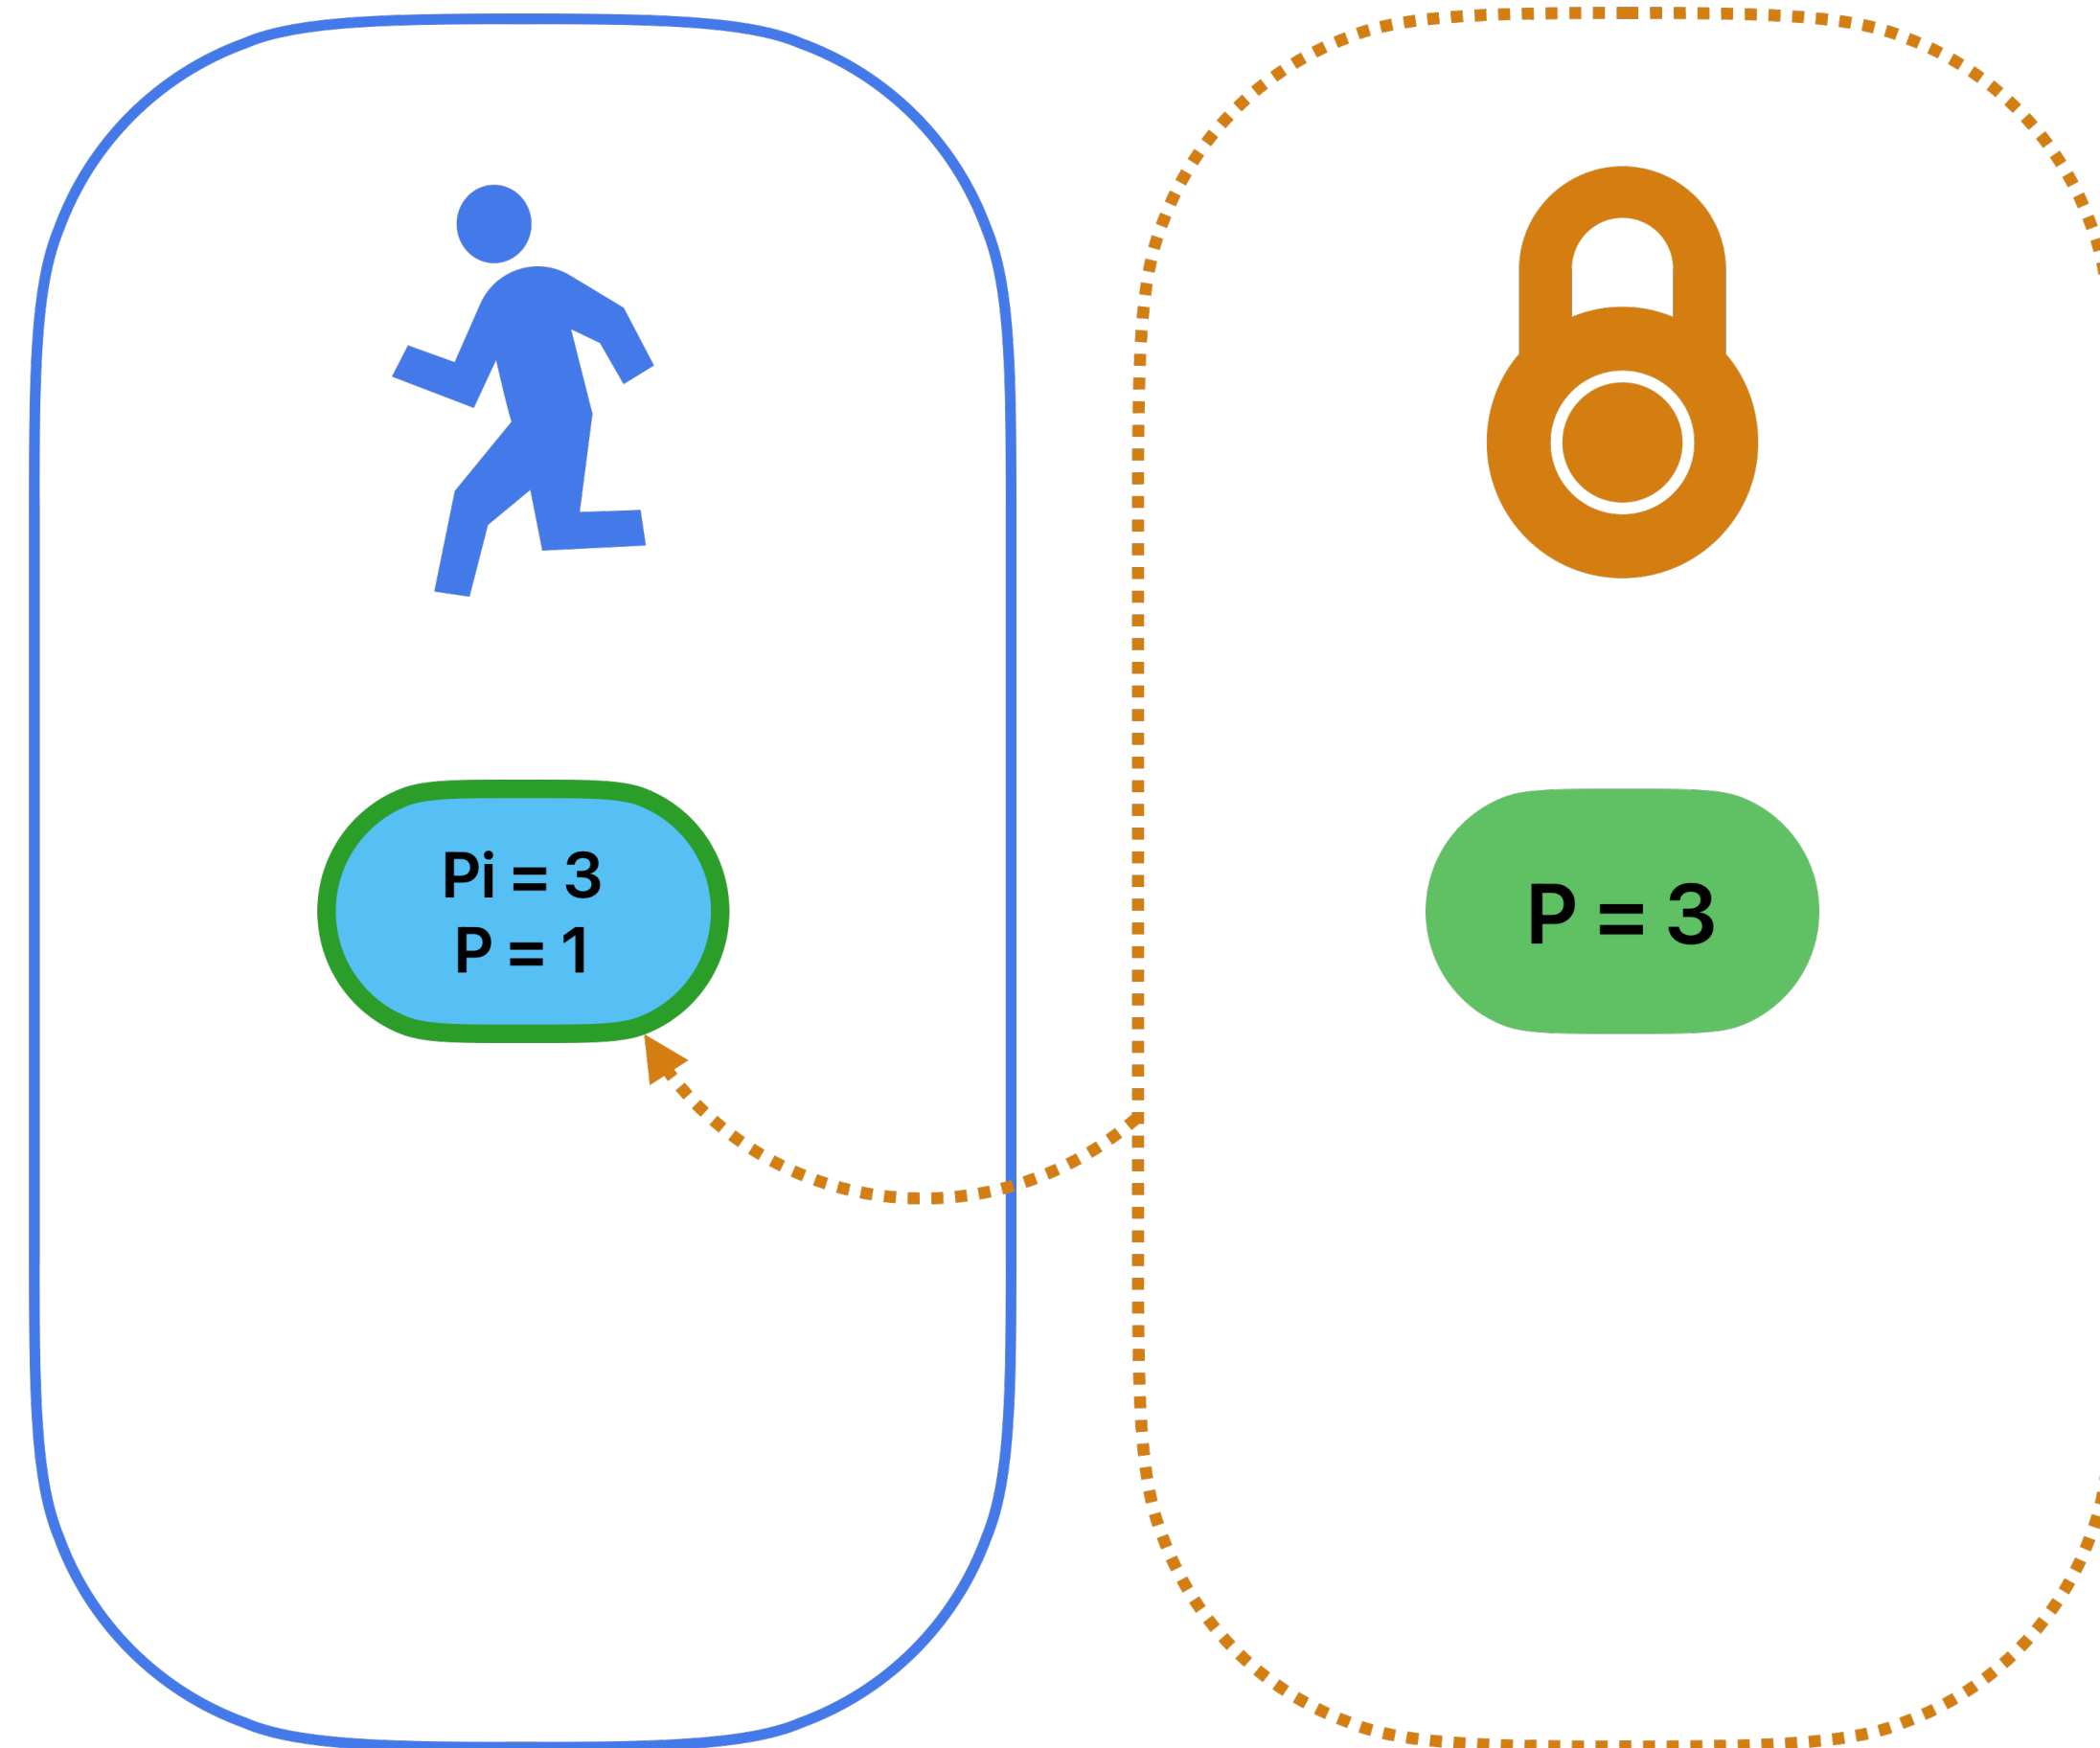 Pi = 3
P = 1
P = 3